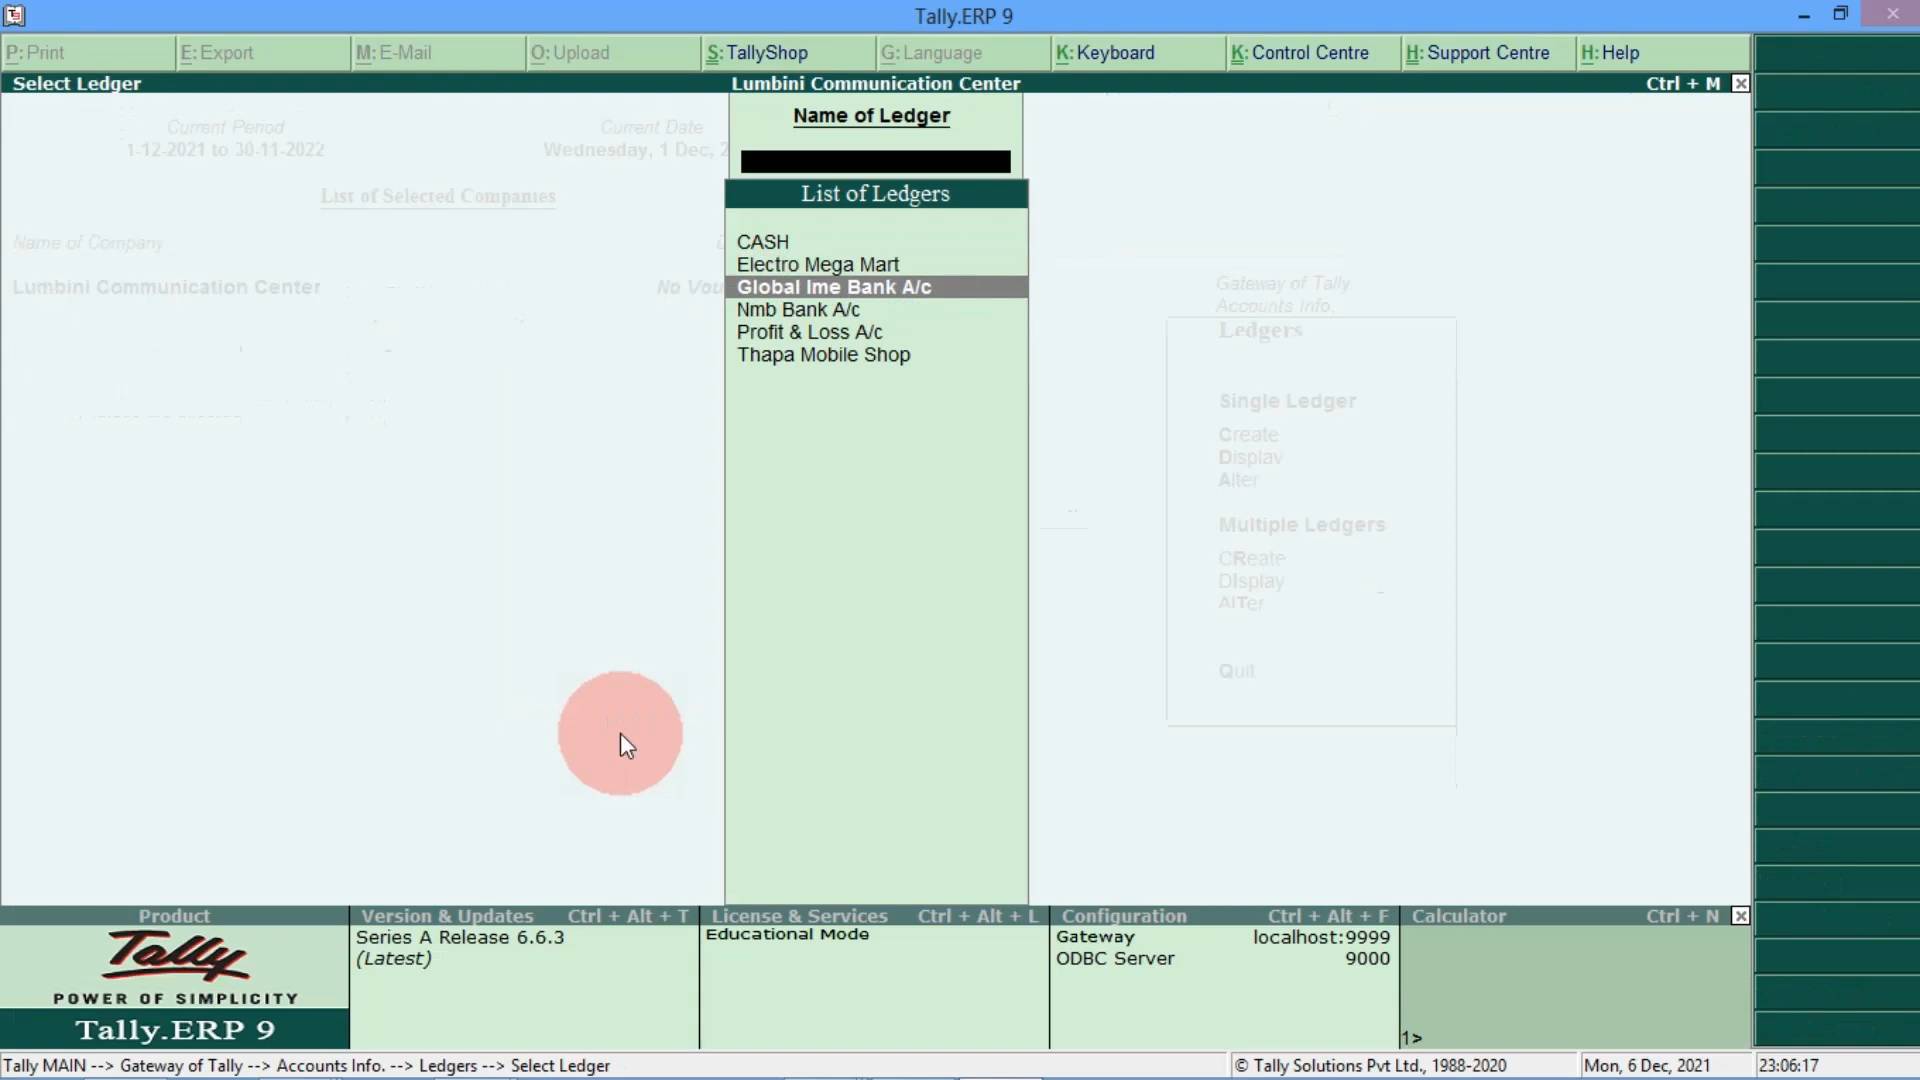 Tally.ERP 9
P: Print
E: Export
M: E-Mail
O: Upload
S: TallyShop
G: Language
K: Keyboard
K: Control Centre
H: Support Centre
H: Help
Select Ledger
Lumbini Communication Center
Ctrl + M
Current Period
1-12-2021 to 30-11-2022
Current Date
Wednesday, 1 Dec, 2
List of Selected Companies
Name of Company
Lumbini Communication Center
No Vou
Name of Ledger
List of Ledgers
CASH
Electro Mega Mart
Global Ime Bank A/c
Nmb Bank A/c
Profit & Loss A/c
Thapa Mobile Shop
Gateway of Tally
Accounts Info.
Ledgers
Single Ledger
Create
Display
Alter
Multiple Ledgers
CReate
DIsplay
AlTer
Quit
Product
Tally
POWER OF SIMPLICITY
Tally.ERP 9
Version & Updates Ctrl + Alt + T
Series A Release 6.6.3
(Latest)
License & Services Ctrl + Alt + L
Educational Mode
Configuration Ctrl + Alt + F
Gateway localhost:9999
ODBC Server 9000
Calculator Ctrl + N
1>
Tally MAIN --> Gateway of Tally --> Accounts Info. --> Ledgers --> Select Ledger
© Tally Solutions Pvt Ltd., 1988-2020
Mon, 6 Dec, 2021
23:06:17